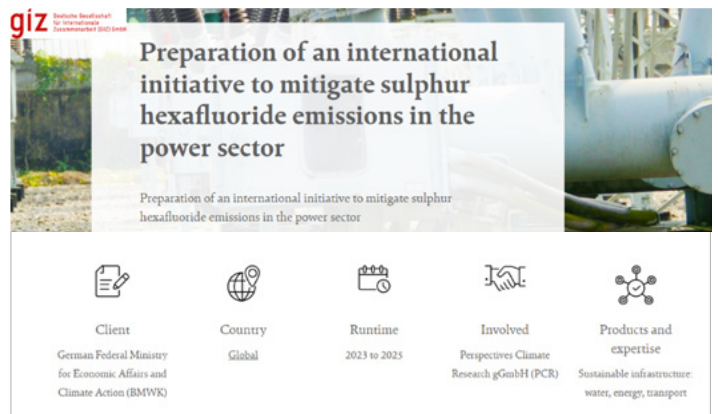 giz Deutsche Gesellschaft
für Internationale
Zusammenarbeit (GIZ) GmbH
Preparation of an international
initiative to mitigate sulphur
hexafluoride emissions in the
power sector
Preparation of an international initiative to mitigate sulphur
hexafluoride emissions in the power sector
Client
German Federal Ministry
for Economic Affairs and
Climate Action (BMWK)
Country
Global
Runtime
2023 to 2025
Involved
Perspectives Climate
Research gGmbH (PCR)
Products and
expertise
Sustainable infrastructure:
water, energy, transport